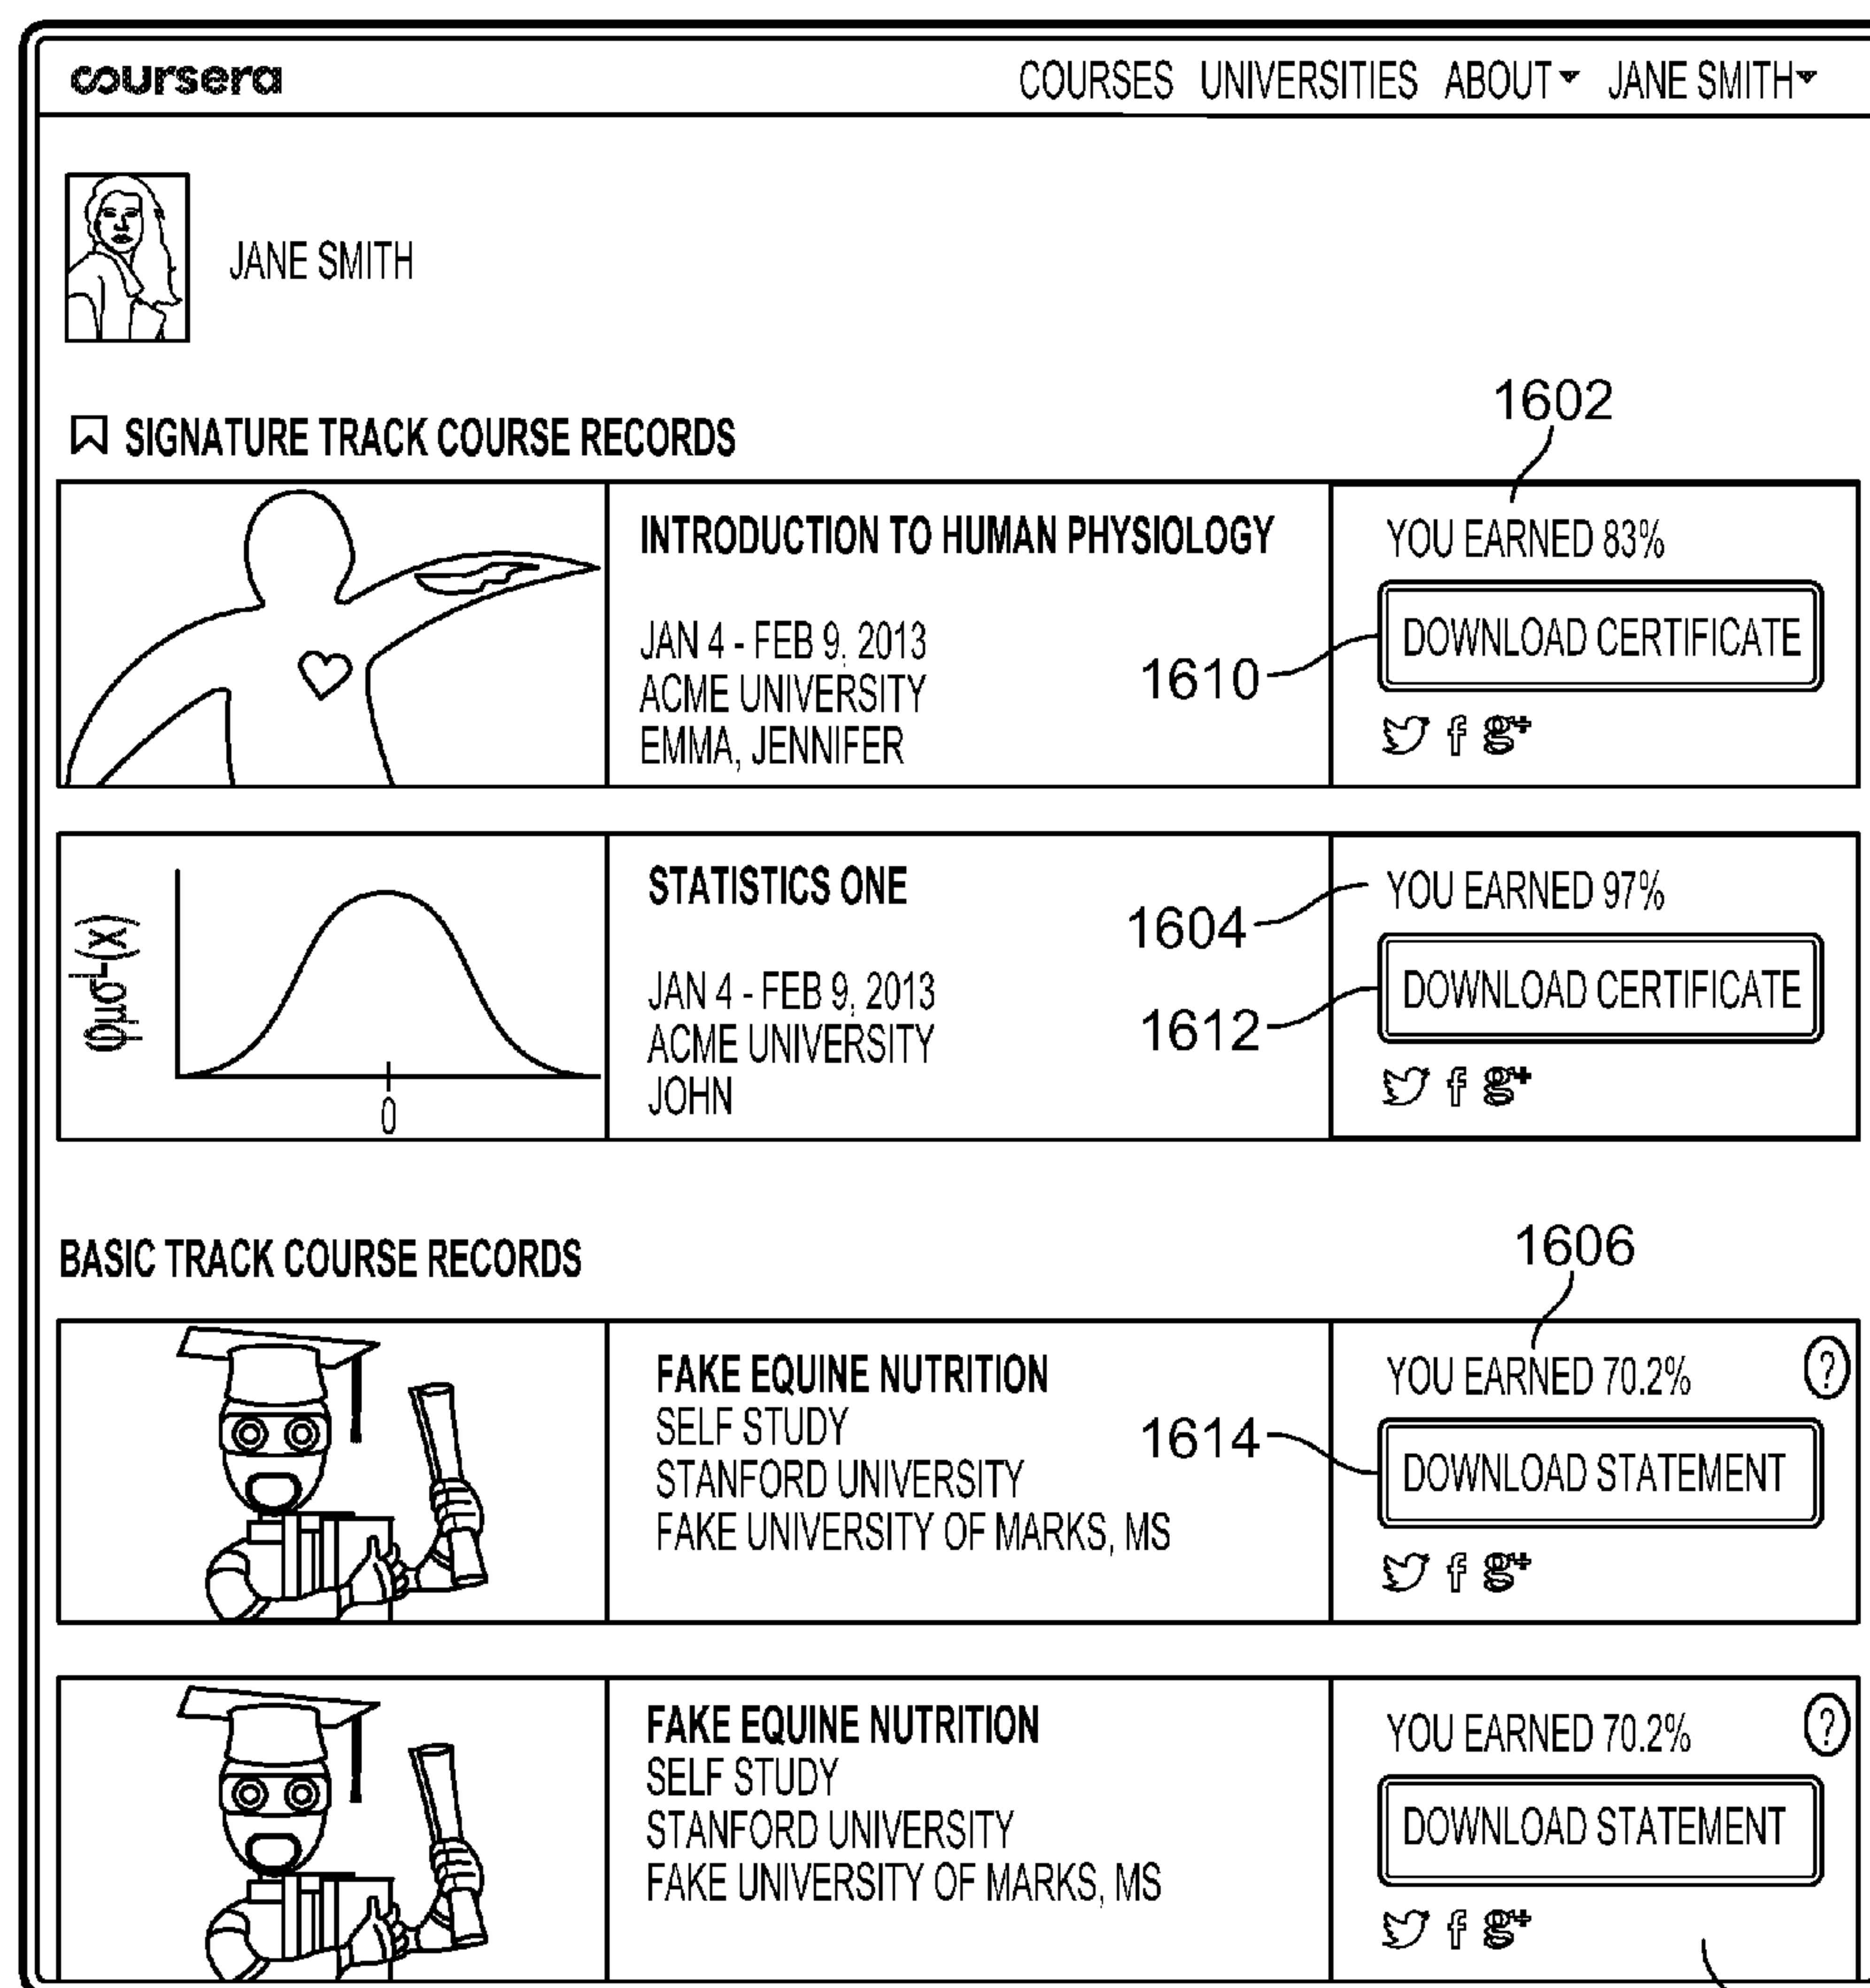 coursera
COURSES UNIVERSITIES ABOUT JANE SMITH
JANE SMITH
1602
SIGNATURE TRACK COURSE RECORDS
INTRODUCTION TO HUMAN PHYSIOLOGY
JAN 4 - FEB 9, 2013
ACME UNIVERSITY
EMMA, JENNIFER
1610
YOU EARNED 83%
DOWNLOAD CERTIFICATE
f g+
0
STATISTICS ONE
JAN 4 - FEB 9, 2013
ACME UNIVERSITY
JOHN
1604
1612
YOU EARNED 97%
DOWNLOAD CERTIFICATE
f g+
1606
BASIC TRACK COURSE RECORDS
FAKE EQUINE NUTRITION
SELF STUDY
STANFORD UNIVERSITY
FAKE UNIVERSITY OF MARKS, MS
1614
YOU EARNED 70.2%
?
DOWNLOAD STATEMENT
f g+
FAKE EQUINE NUTRITION
SELF STUDY
STANFORD UNIVERSITY
FAKE UNIVERSITY OF MARKS, MS
YOU EARNED 70.2%
?
DOWNLOAD STATEMENT
f g+